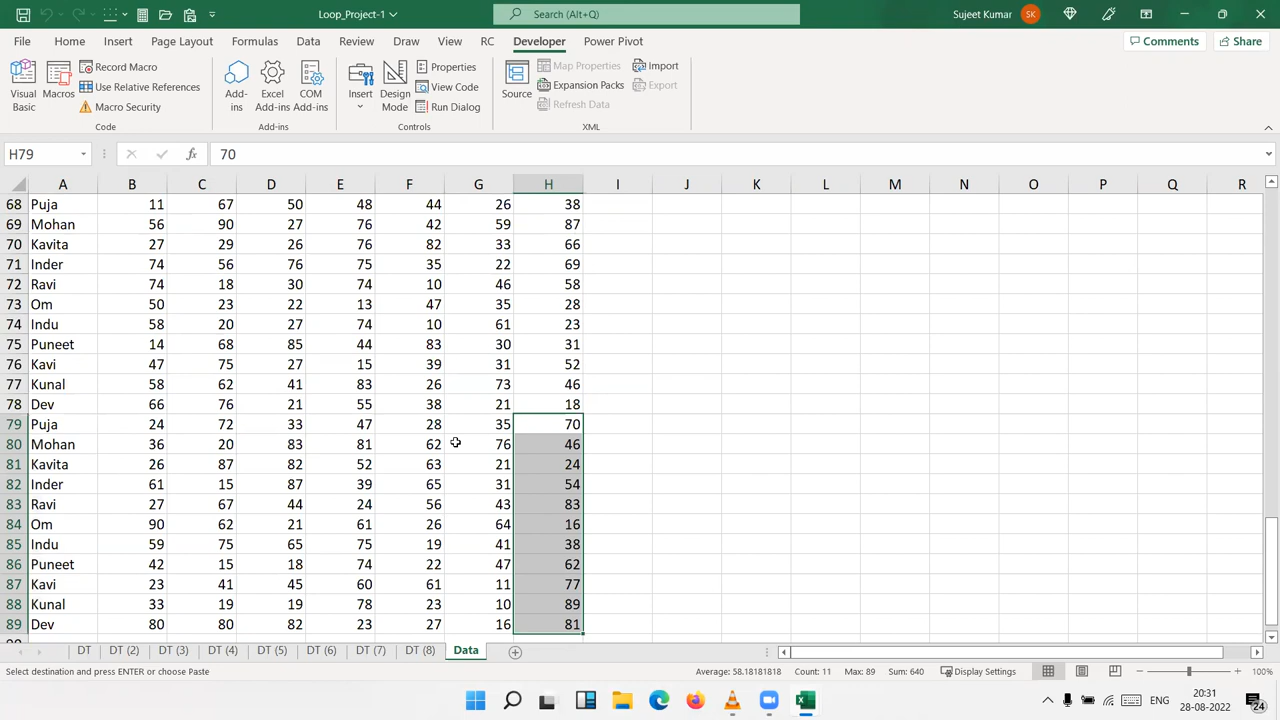 Loop_Project-1
Search (Alt+Q)
Sujeet Kumar
SK
File Home Insert Page Layout Formulas Data Review Draw View RC Developer Power Pivot
Comments
Share
Visual Basic
Macros
Record Macro
Use Relative References
Macro Security
Code
Add-ins
Excel Add-ins
COM Add-ins
Add-ins
Insert
Design Mode
Properties
View Code
Run Dialog
Controls
Source
Map Properties
Expansion Packs
Refresh Data
Import
Export
XML
H79
fx
70
A B C D E F G H I J K L M N O P Q R
68 Puja 11 67 50 48 44 26 38
69 Mohan 56 90 27 76 42 59 87
70 Kavita 27 29 26 76 82 33 66
71 Inder 74 56 76 75 35 22 69
72 Ravi 74 18 30 74 10 46 58
73 Om 50 23 22 13 47 35 28
74 Indu 58 20 27 74 10 61 23
75 Puneet 14 68 85 44 83 30 31
76 Kavi 47 75 27 15 39 31 52
77 Kunal 58 62 41 83 26 73 46
78 Dev 66 76 21 55 38 21 18
79 Puja 24 72 33 47 28 35 70
80 Mohan 36 20 83 81 62 76 46
81 Kavita 26 87 82 52 63 21 24
82 Inder 61 15 87 39 65 31 54
83 Ravi 27 67 44 24 56 43 83
84 Om 90 62 21 61 26 64 16
85 Indu 59 75 65 75 19 41 38
86 Puneet 42 15 18 74 22 47 62
87 Kavi 23 41 45 60 61 11 77
88 Kunal 33 19 19 78 23 10 89
89 Dev 80 80 82 23 27 16 81
DT DT (2) DT (3) DT (4) DT (5) DT (6) DT (7) DT (8) Data
Select destination and press ENTER or choose Paste
Average: 58.18181818 Count: 11 Max: 89 Sum: 640
Display Settings
100%
ENG
20:31
28-08-2022
24